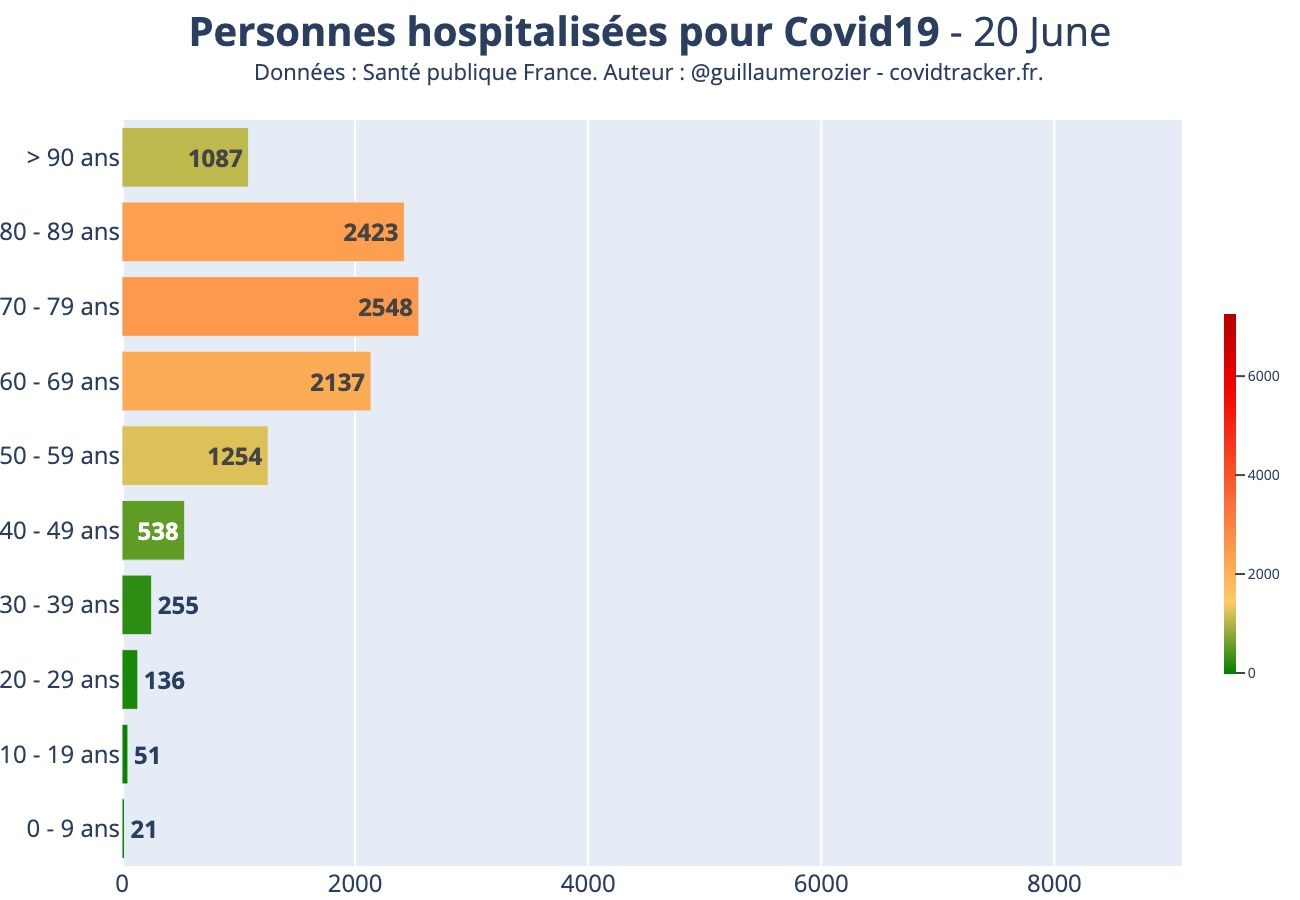 Personnes hospitalisées pour Covid19 - 20 June
Données : Santé publique France. Auteur : @guillaumerozier - covidtracker.fr.
> 90 ans 1087
80 - 89 ans 2423
70 - 79 ans 2548
60 - 69 ans 2137
50 - 59 ans 1254
40 - 49 ans 538
30 - 39 ans 255
20 - 29 ans 136
10 - 19 ans 51
0 - 9 ans 21
0 2000 4000 6000 8000
6000
4000
2000
0